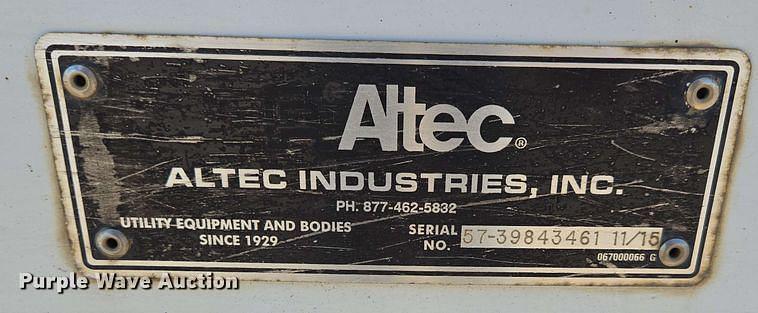 Altec®
ALTEC INDUSTRIES, INC.
PH. 877-462-5832
UTILITY EQUIPMENT AND BODIES
SINCE 1929
SERIAL NO. 57-39843461 11/15
067000066 G
Purple Wave Auction